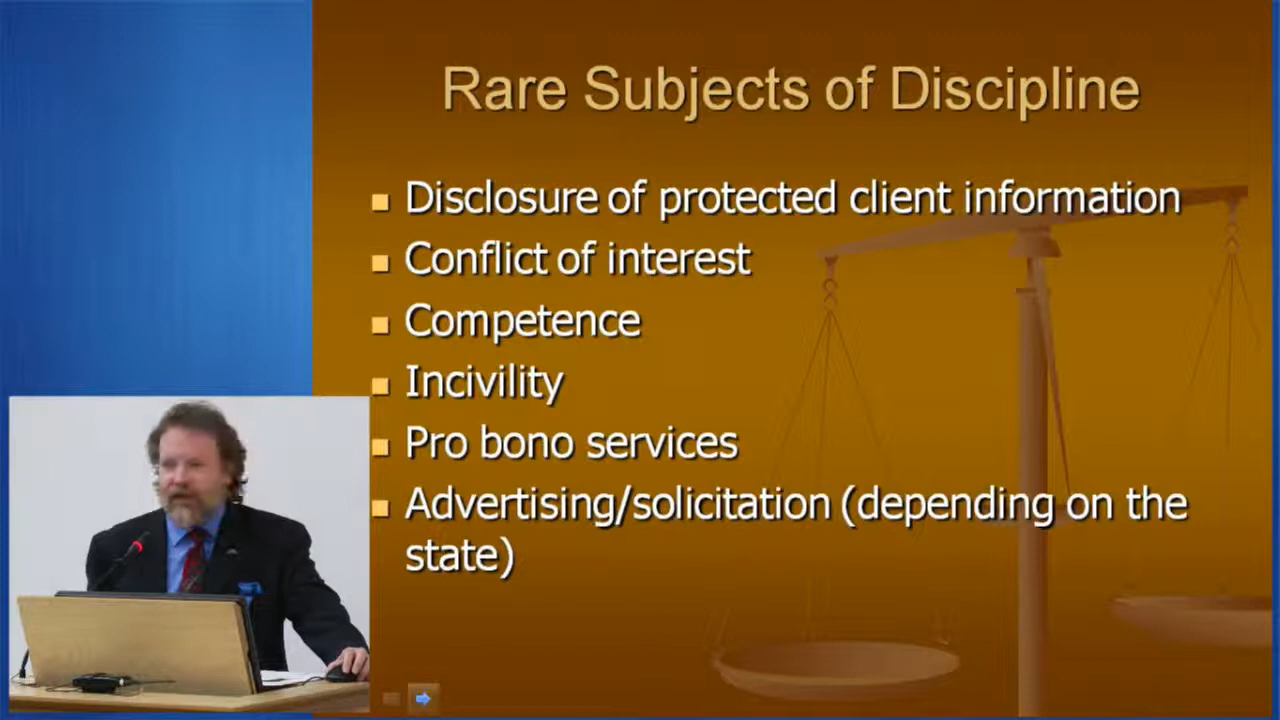 Rare Subjects of Discipline
Disclosure of protected client information
Conflict of interest
Competence
Incivility
Pro bono services
Advertising/solicitation (depending on the
state)